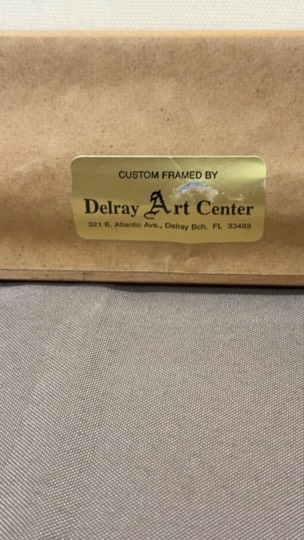 CUSTOM FRAMED BY
Delray Art Center
321 E. Atlantic Ave., Delray Bch. FL 33483